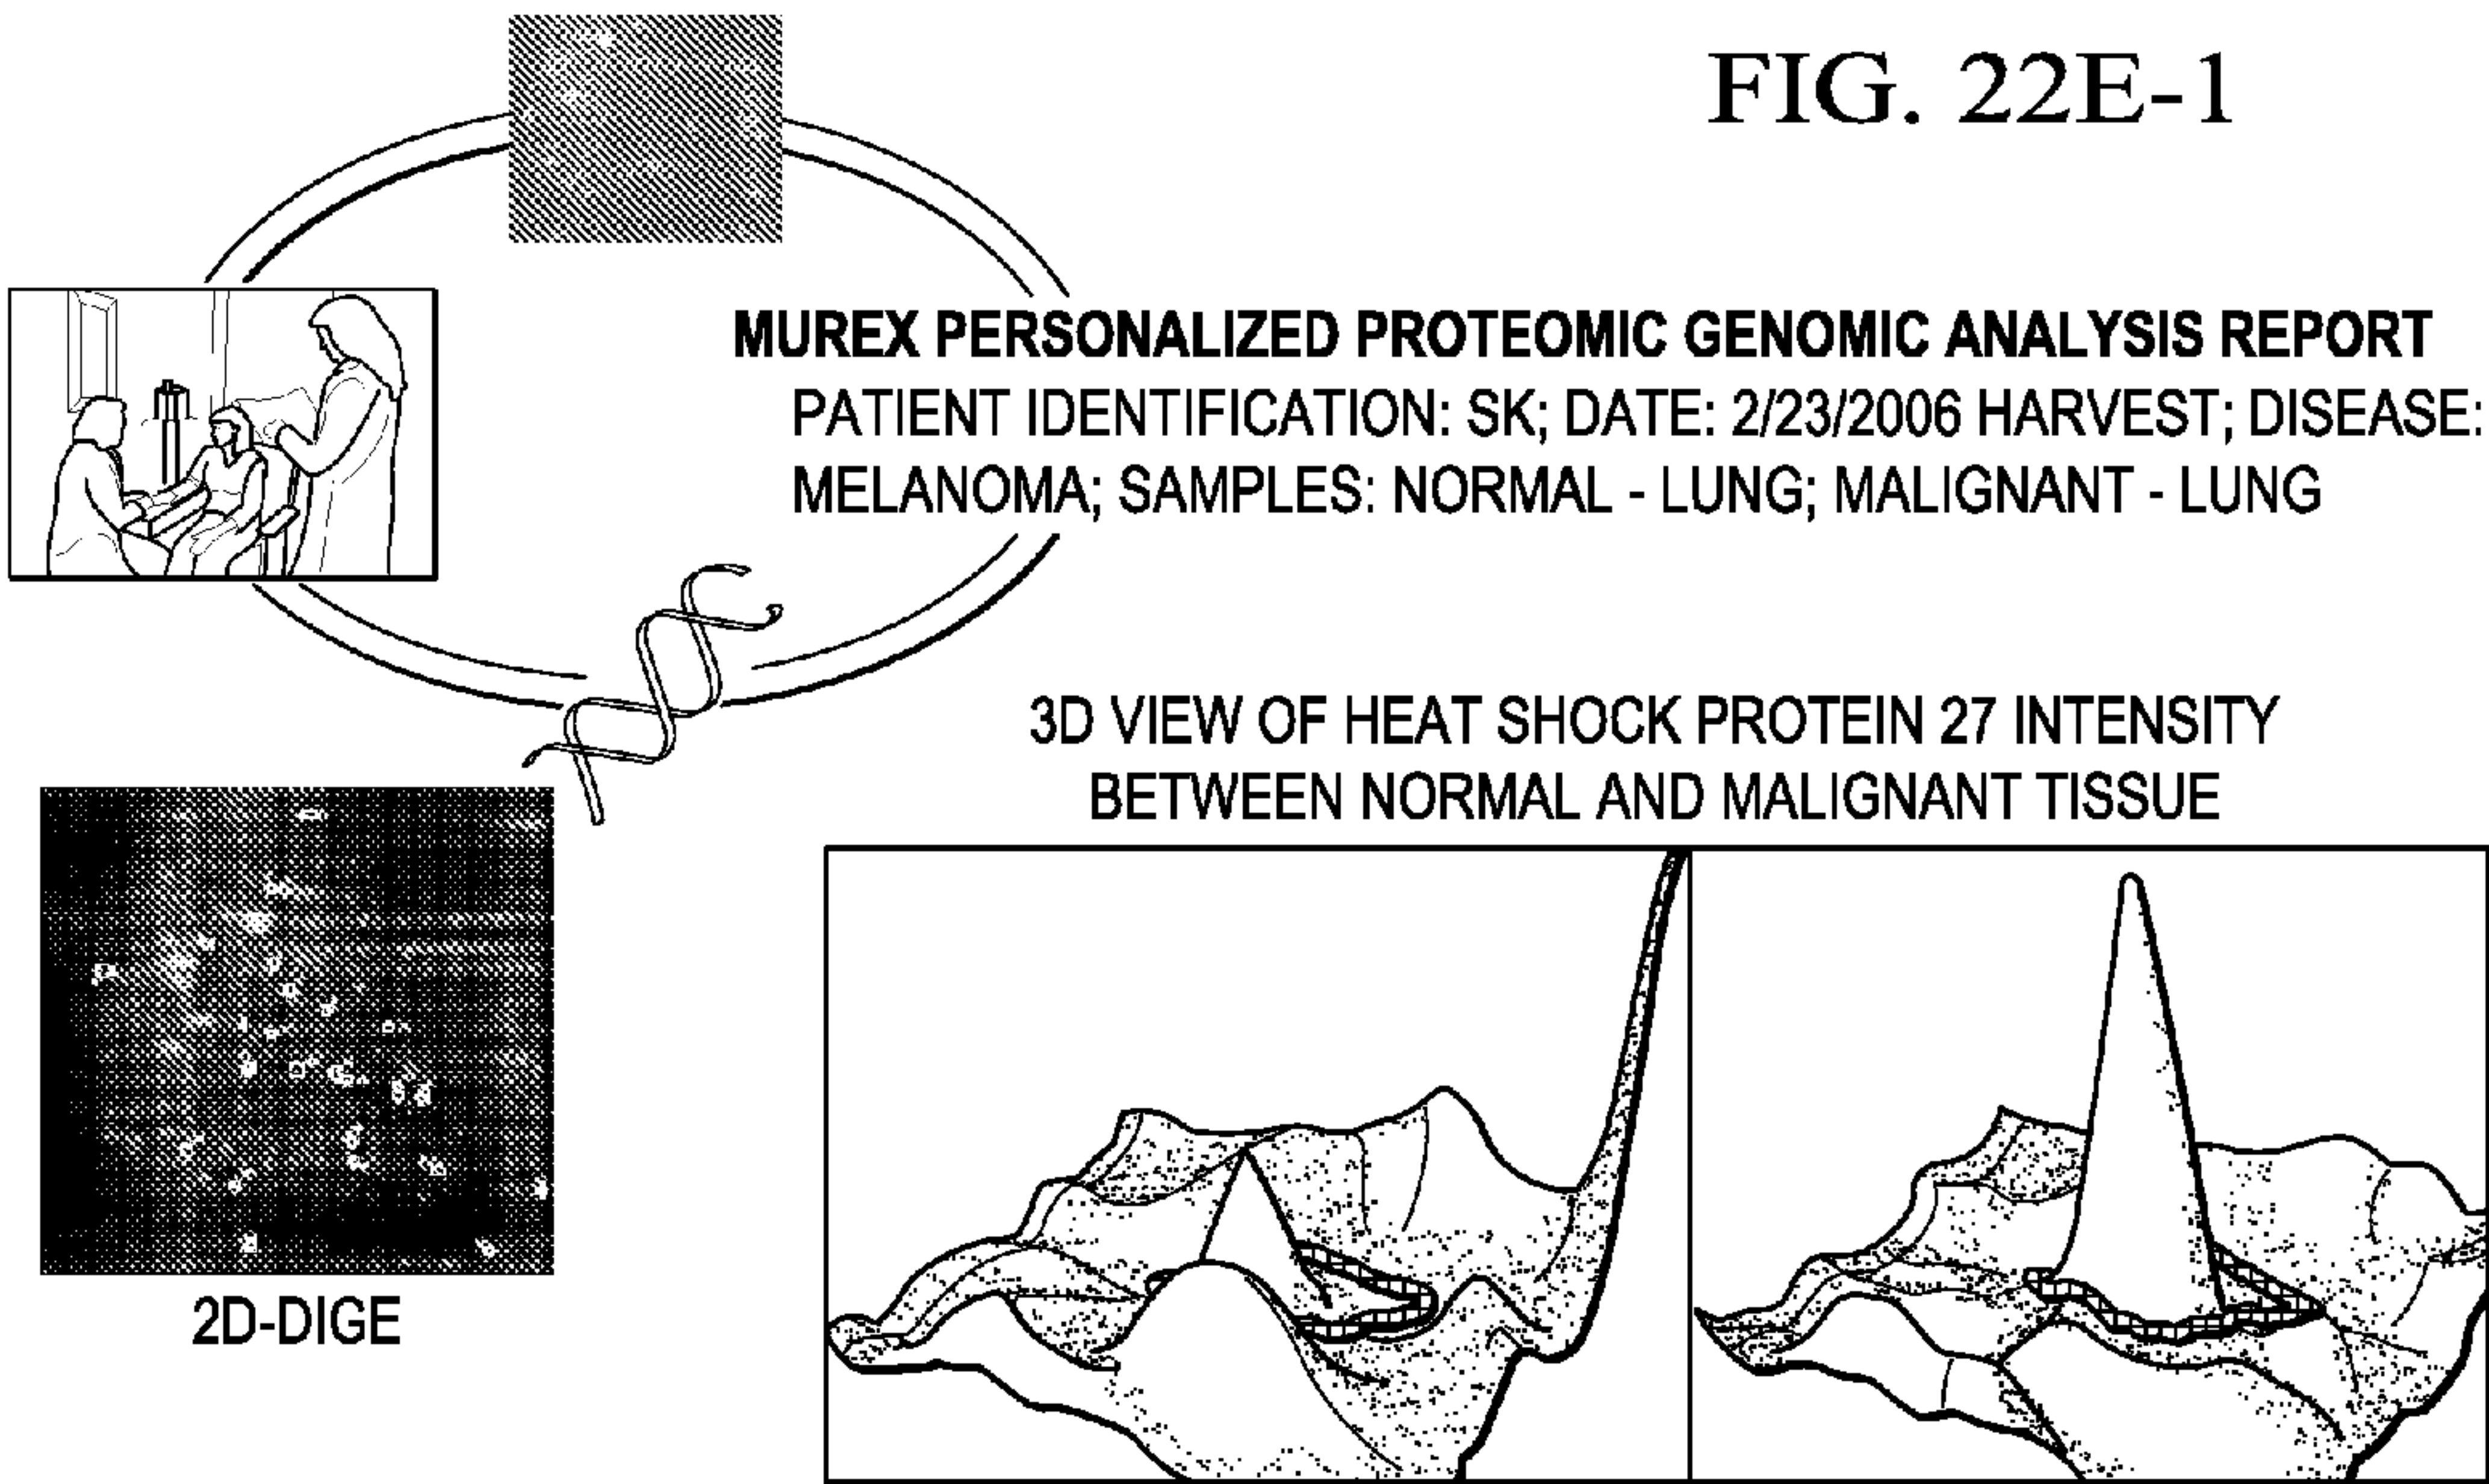 FIG. 22E-1
MUREX PERSONALIZED PROTEOMIC GENOMIC ANALYSIS REPORT
PATIENT IDENTIFICATION: SK; DATE: 2/23/2006 HARVEST; DISEASE:
MELANOMA; SAMPLES: NORMAL - LUNG; MALIGNANT - LUNG
3D VIEW OF HEAT SHOCK PROTEIN 27 INTENSITY
BETWEEN NORMAL AND MALIGNANT TISSUE
2D-DIGE